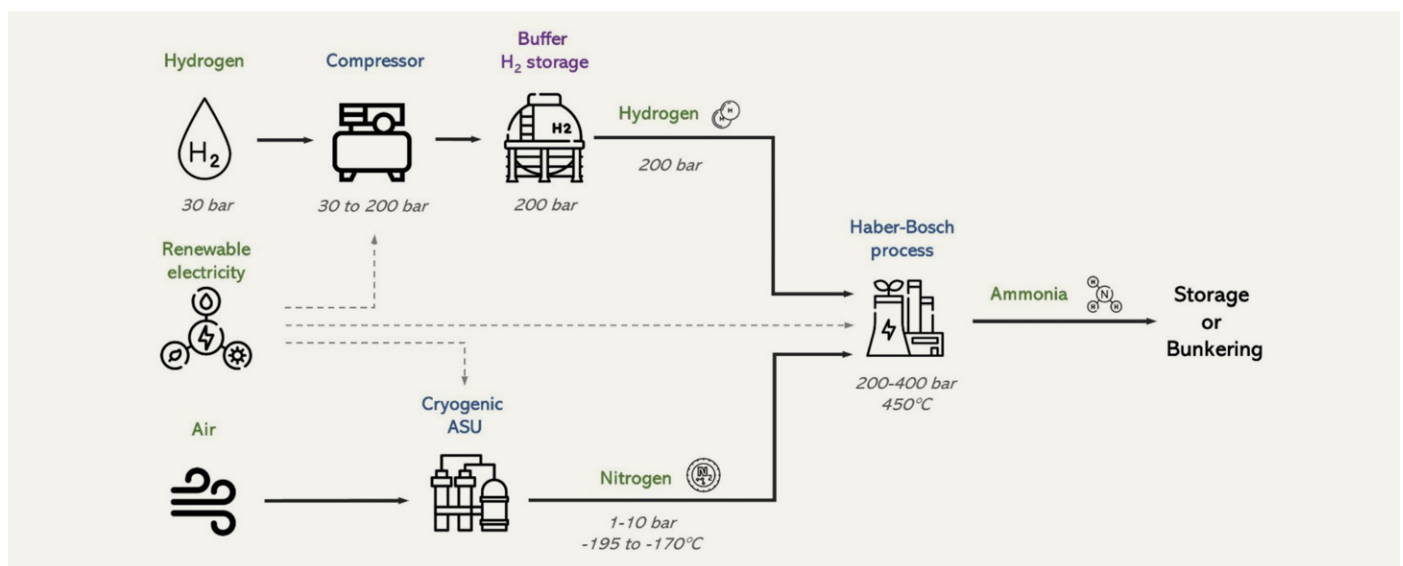 Hydrogen
Compressor
Buffer
H₂ storage
H₂
H2
30 bar
30 to 200 bar
200 bar
Hydrogen
H
H
200 bar
Renewable
electricity
Haber-Bosch
process
200-400 bar
450°C
Ammonia
H
N
H
H
Storage
or
Bunkering
Air
Cryogenic
ASU
Nitrogen
1-10 bar
-195 to -170°C